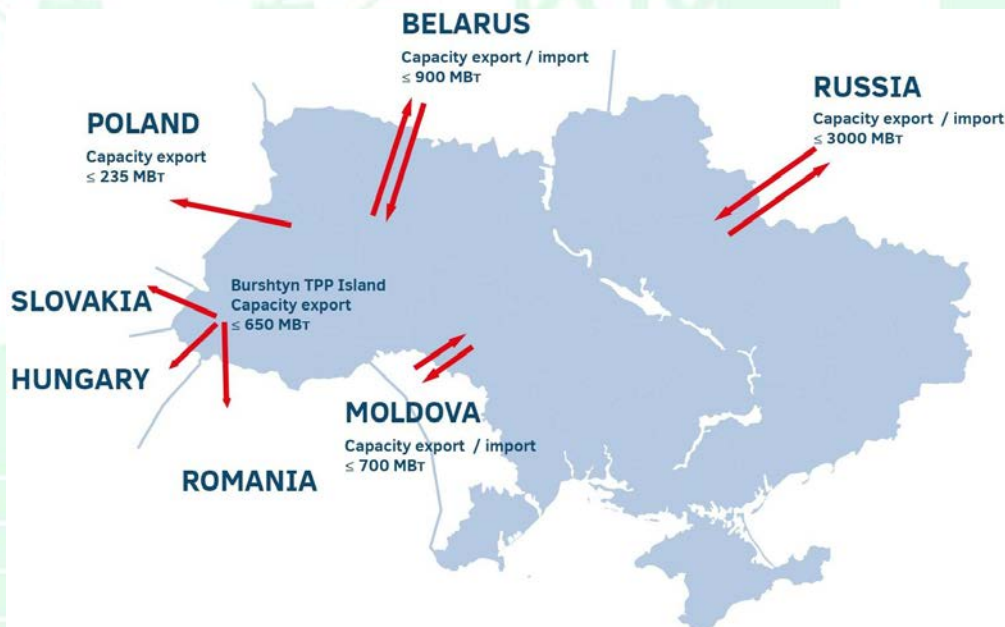 BELARUS
Capacity export / import
≤ 900 МВт
RUSSIA
Capacity export / import
≤ 3000 МВт
POLAND
Capacity export
≤ 235 МВт
Burshtyn TPP Island
Capacity export
≤ 650 МВт
SLOVAKIA
HUNGARY
MOLDOVA
Capacity export / import
≤ 700 МВт
ROMANIA